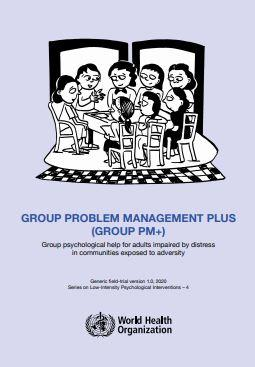 GROUP PROBLEM MANAGEMENT PLUS
(GROUP PM+)
Group psychological help for adults impaired by distress
in communities exposed to adversity
Generic field-trial version 1.0, 2020
Series on Low-Intensity Psychological Interventions – 4
World Health
Organization